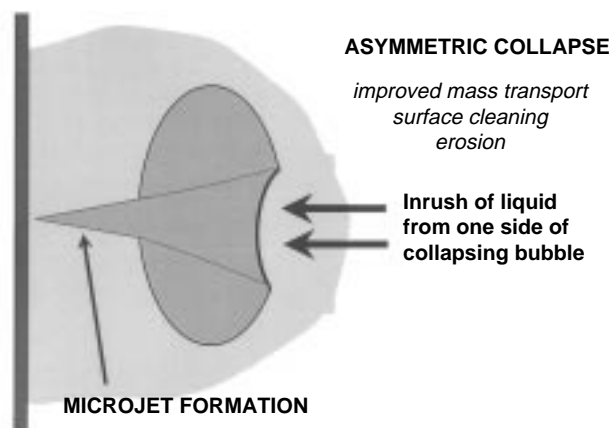 ASYMMETRIC COLLAPSE
improved mass transport
surface cleaning
erosion
Inrush of liquid
from one side of
collapsing bubble
MICROJET FORMATION